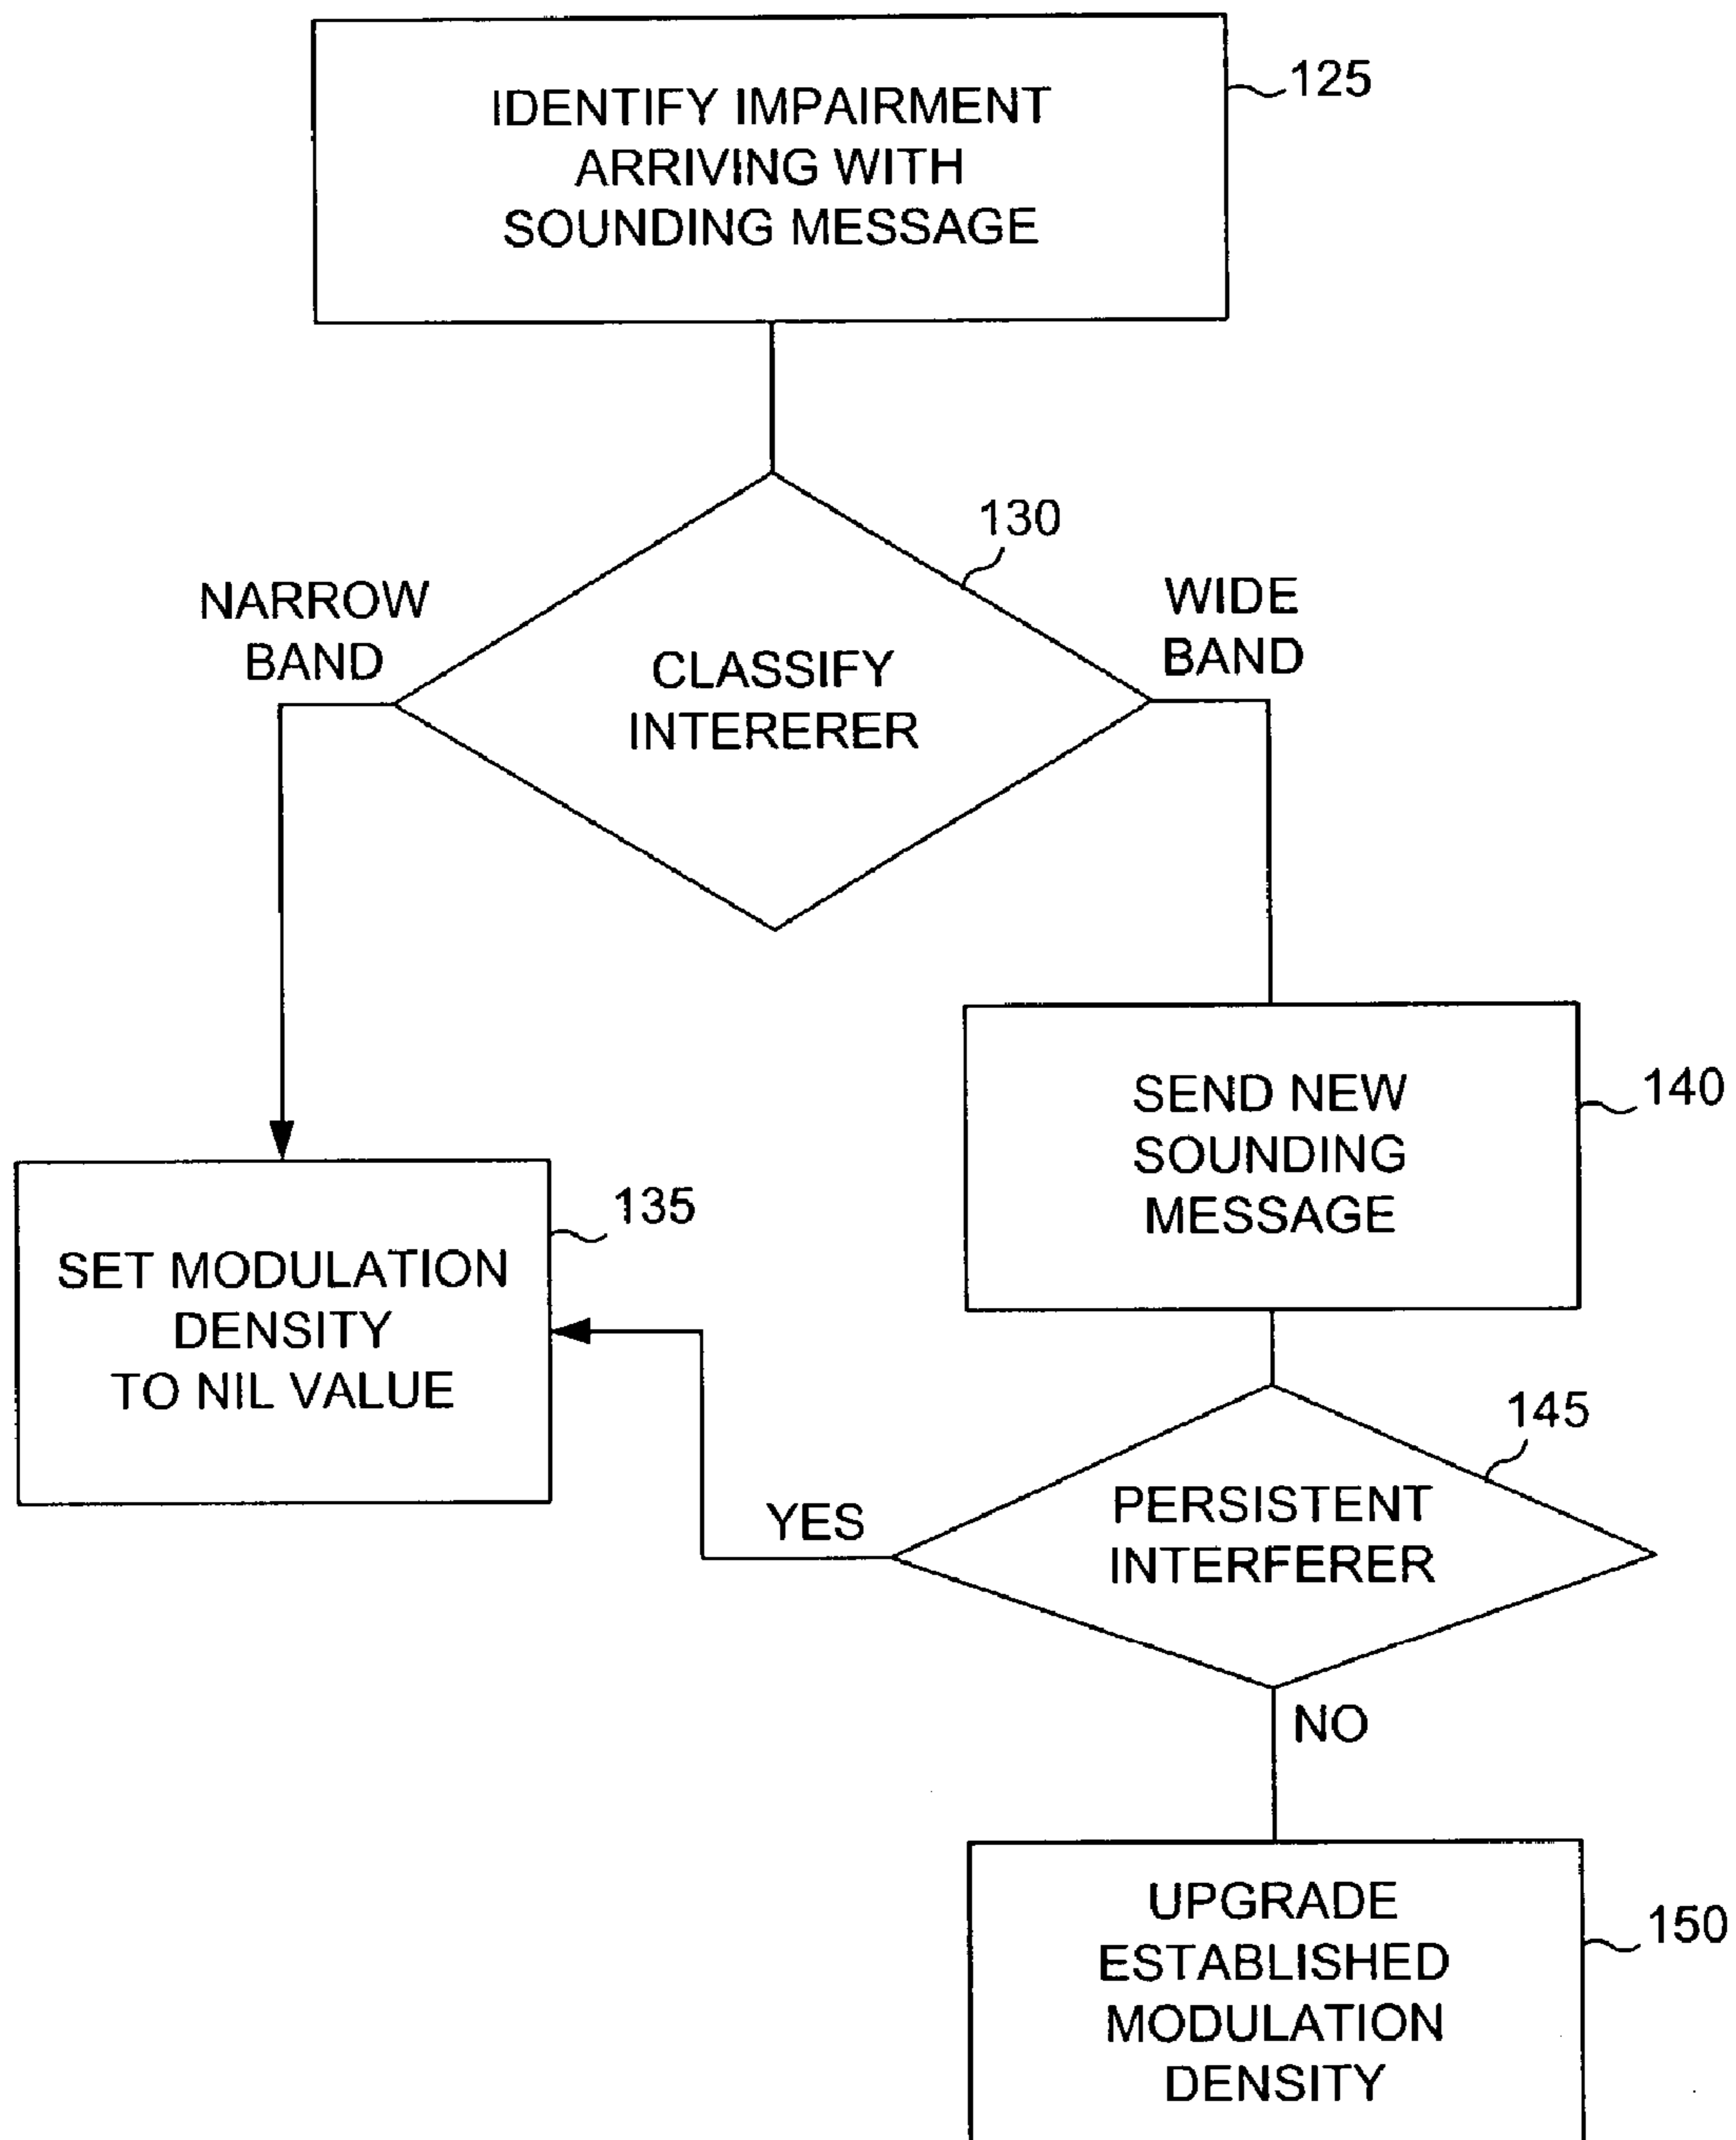 IDENTIFY IMPAIRMENT
ARRIVING WITH
SOUNDING MESSAGE
125
130
NARROW
BAND
WIDE
BAND
CLASSIFY
INTERERER
SEND NEW
SOUNDING
MESSAGE
140
135
SET MODULATION
DENSITY
TO NIL VALUE
145
PERSISTENT
INTERFERER
YES
NO
UPGRADE
ESTABLISHED
MODULATION
DENSITY
150